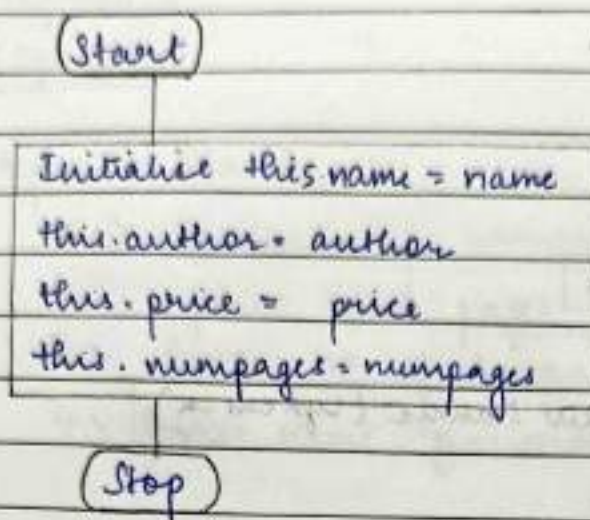 Start
Initialise this name = name
this.author = author
this. price = price
this. numpages = numpages
Stop